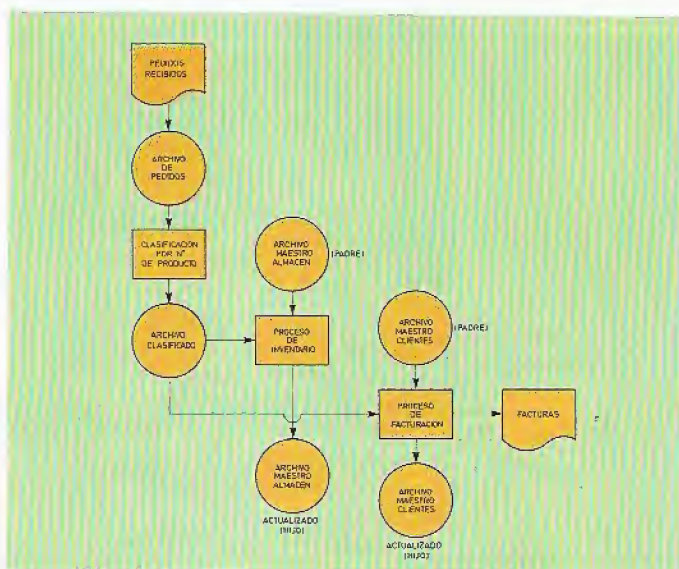 PEDIDOS
RECIBIDOS
ARCHIVO
DE
PEDIDOS
CLASIFICACION
POR Nº
DE PRODUCTO
ARCHIVO
CLASIFICADO
ARCHIVO
MAESTRO
ALMACEN
(PADRE)
PROCESO
DE
INVENTARIO
ARCHIVO
MAESTRO
ALMACEN
ACTUALIZADO
(HIJO)
ARCHIVO
MAESTRO
CLIENTES
(PADRE)
PROCESO
DE
FACTURACION
FACTURAS
ARCHIVO
MAESTRO
CLIENTES
ACTUALIZADO
(HIJO)